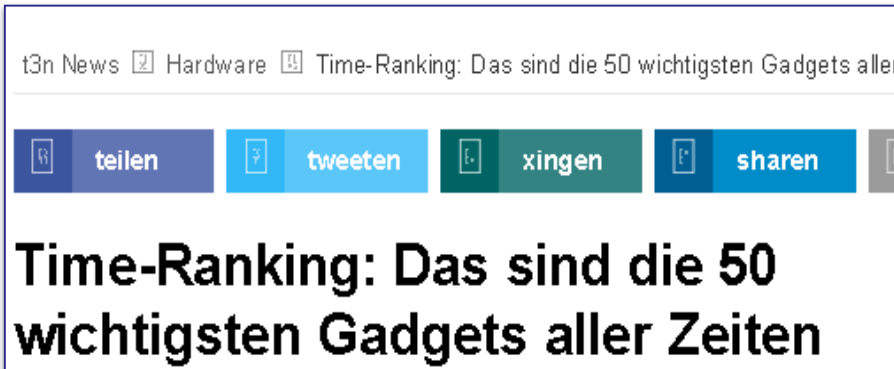 t3n News Hardware Time-Ranking: Das sind die 50 wichtigsten Gadgets aller
teilen tweeten xingen sharen
Time-Ranking: Das sind die 50
wichtigsten Gadgets aller Zeiten